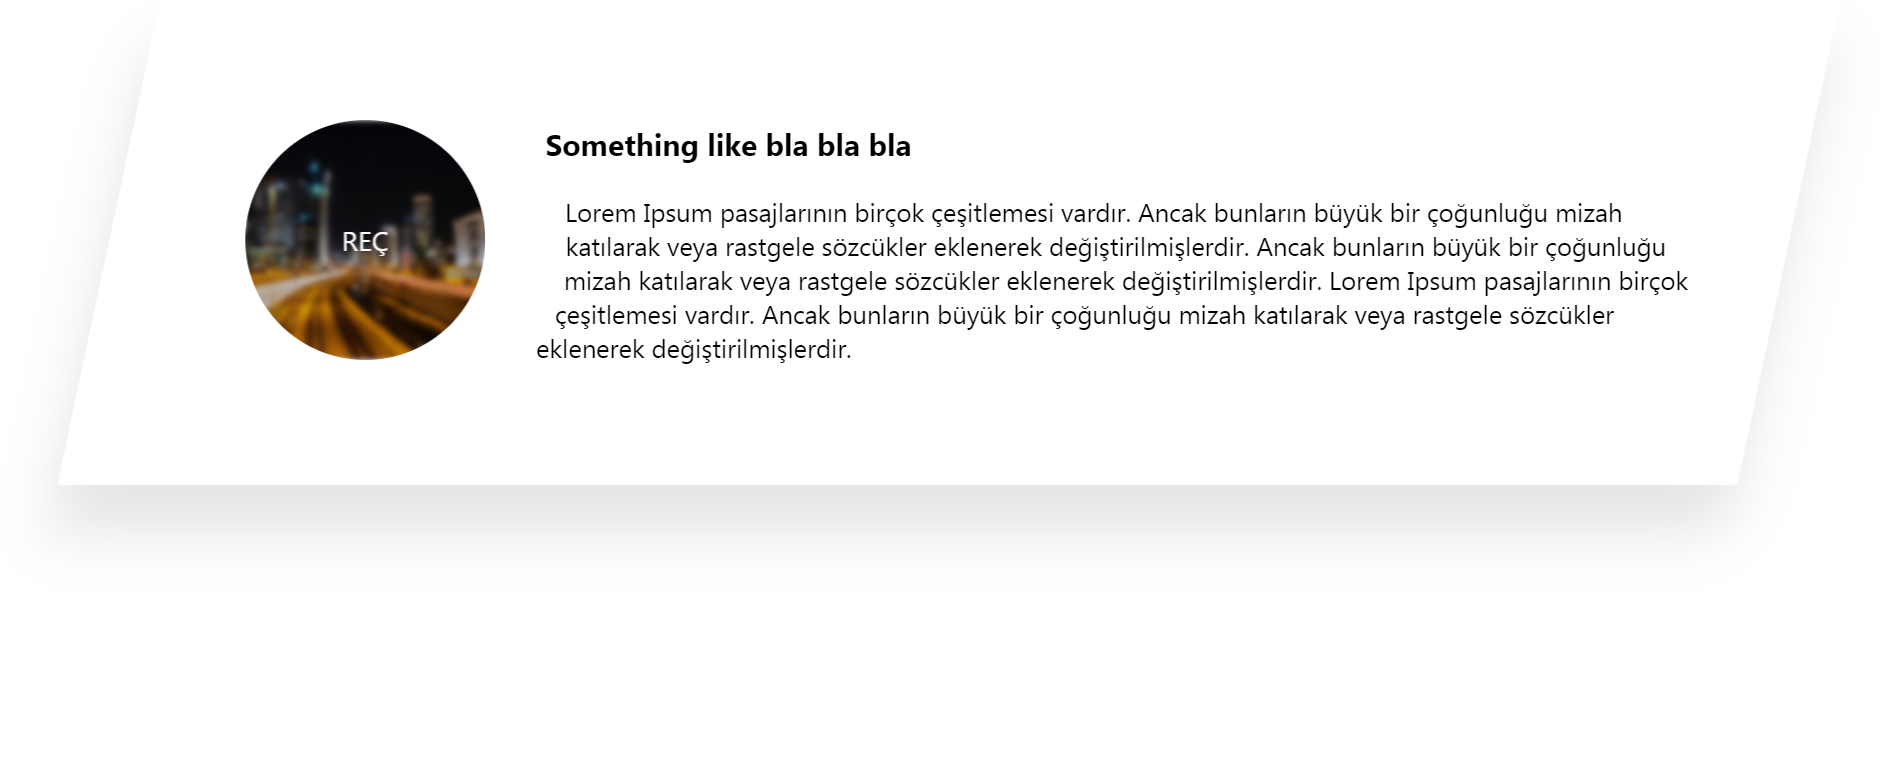 Something like bla bla bla
REÇ
Lorem Ipsum pasajlarının birçok çeşitlemesi vardır. Ancak bunların büyük bir çoğunluğu mizah
katılarak veya rastgele sözcükler eklenerek değiştirilmişlerdir. Ancak bunların büyük bir çoğunluğu
mizah katılarak veya rastgele sözcükler eklenerek değiştirilmişlerdir. Lorem Ipsum pasajlarının birçok
çeşitlemesi vardır. Ancak bunların büyük bir çoğunluğu mizah katılarak veya rastgele sözcükler
eklenerek değiştirilmişlerdir.